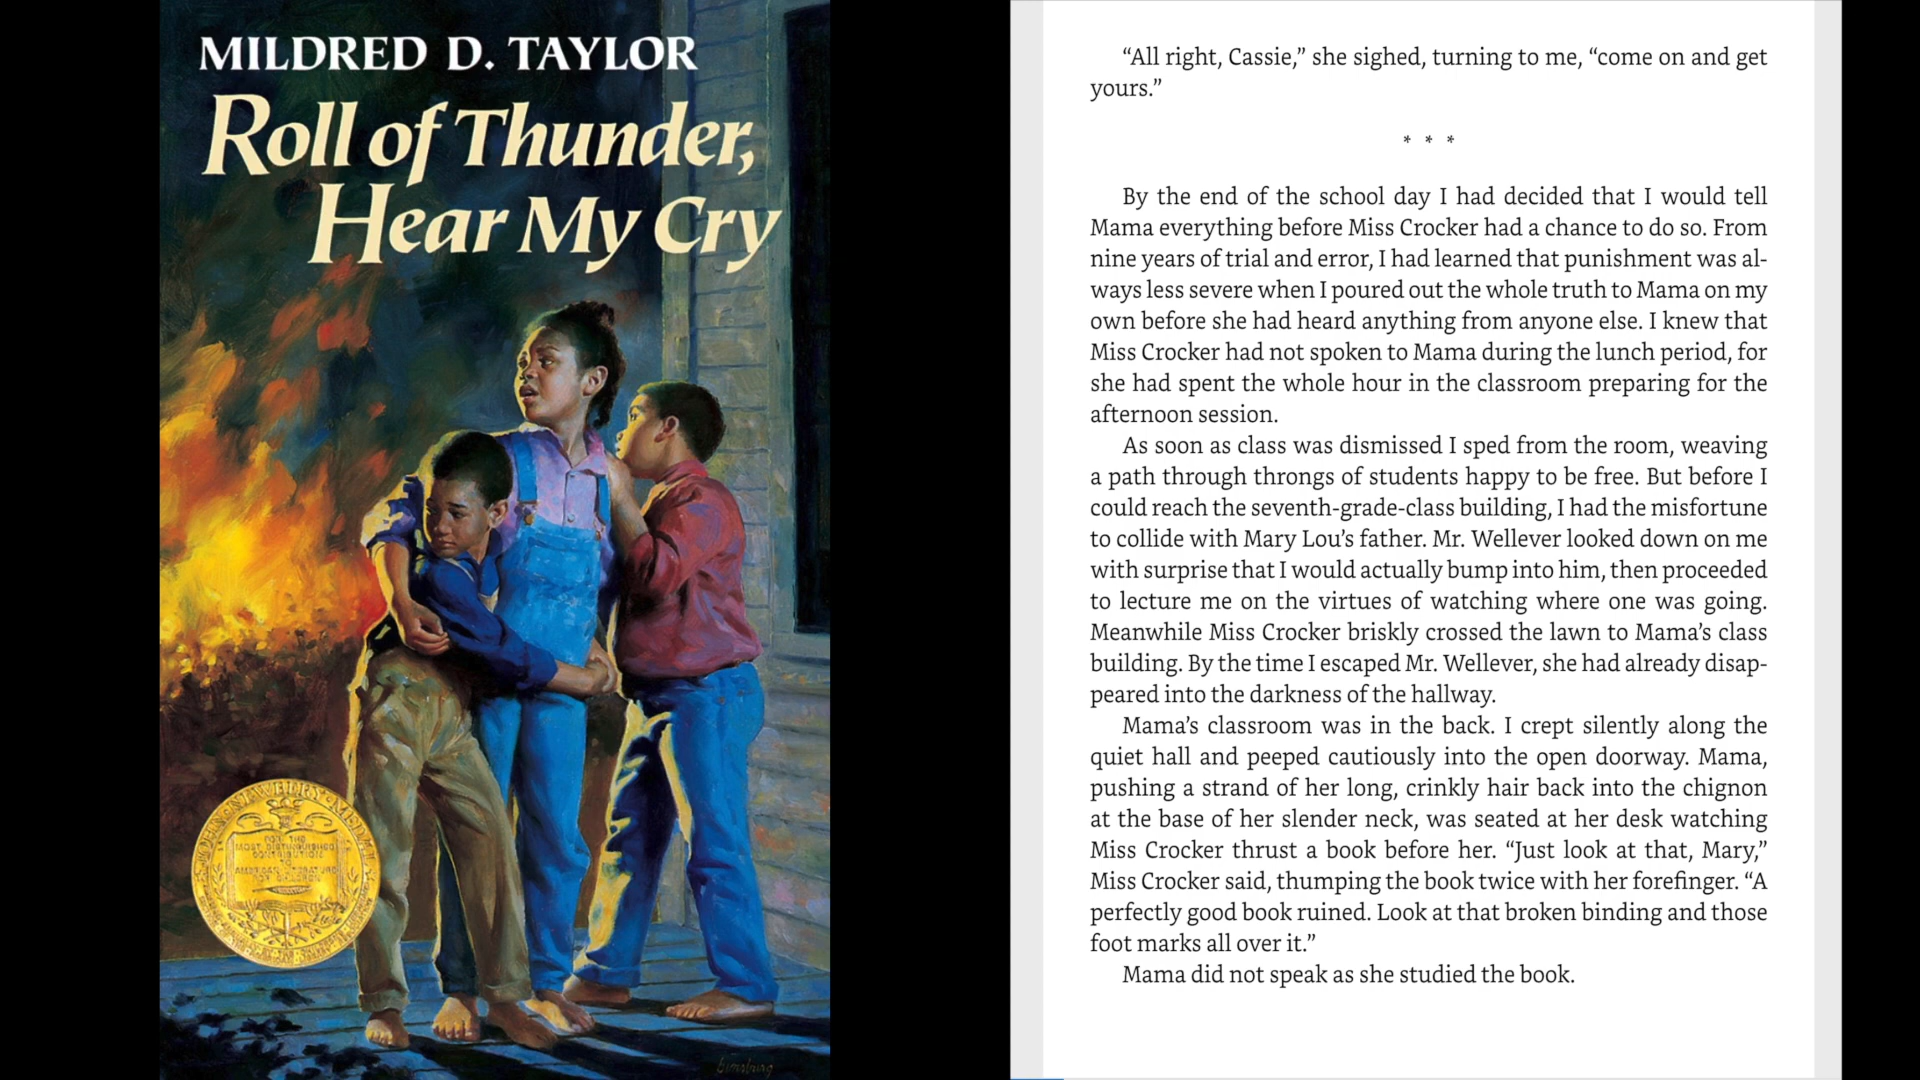 MILDRED D. TAYLOR
Roll of Thunder,
Hear My Cry
JOHN · NEWBERY · MEDAL
FOR THE
MOST DISTINGUISHED
CONTRIBUTION
TO
AMERICAN LITERATURE
FOR CHILDREN
“All right, Cassie,” she sighed, turning to me, “come on and get
yours.”
* * *
By the end of the school day I had decided that I would tell
Mama everything before Miss Crocker had a chance to do so. From
nine years of trial and error, I had learned that punishment was al-
ways less severe when I poured out the whole truth to Mama on my
own before she had heard anything from anyone else. I knew that
Miss Crocker had not spoken to Mama during the lunch period, for
she had spent the whole hour in the classroom preparing for the
afternoon session.
As soon as class was dismissed I sped from the room, weaving
a path through throngs of students happy to be free. But before I
could reach the seventh-grade-class building, I had the misfortune
to collide with Mary Lou’s father. Mr. Wellever looked down on me
with surprise that I would actually bump into him, then proceeded
to lecture me on the virtues of watching where one was going.
Meanwhile Miss Crocker briskly crossed the lawn to Mama’s class
building. By the time I escaped Mr. Wellever, she had already disap-
peared into the darkness of the hallway.
Mama’s classroom was in the back. I crept silently along the
quiet hall and peeped cautiously into the open doorway. Mama,
pushing a strand of her long, crinkly hair back into the chignon
at the base of her slender neck, was seated at her desk watching
Miss Crocker thrust a book before her. “Just look at that, Mary,”
Miss Crocker said, thumping the book twice with her forefinger. “A
perfectly good book ruined. Look at that broken binding and those
foot marks all over it.”
Mama did not speak as she studied the book.